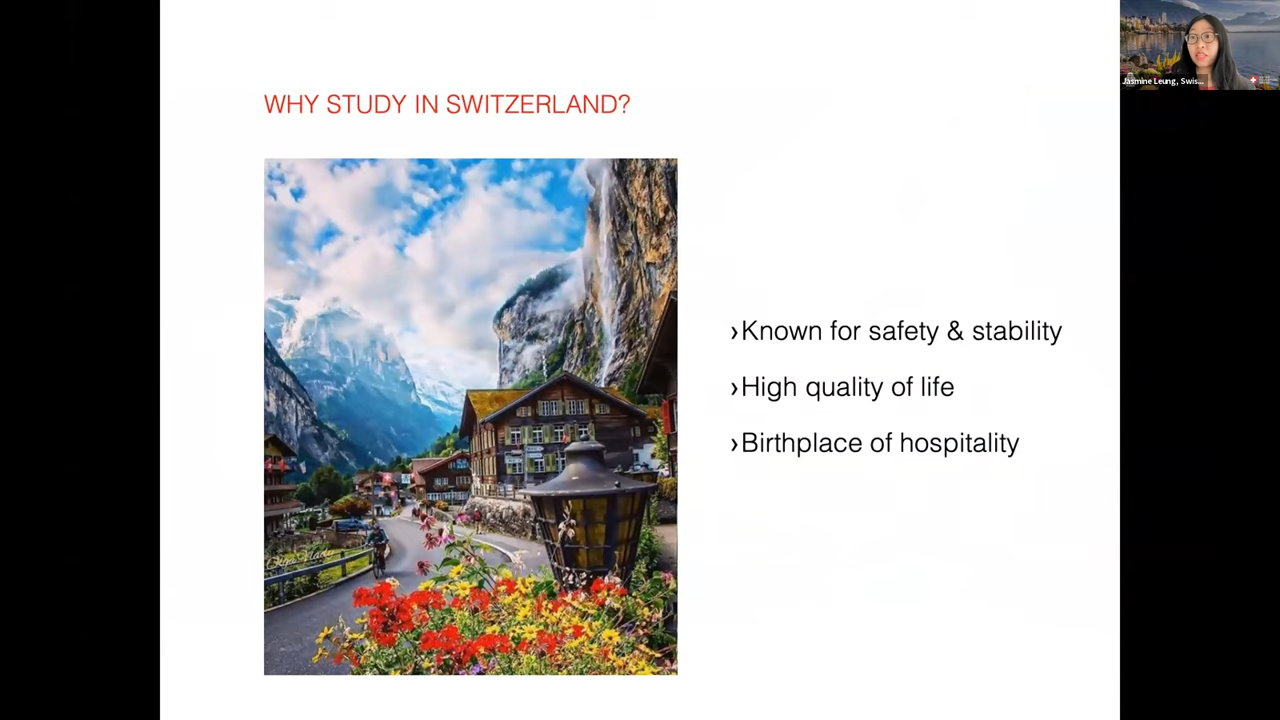 WHY STUDY IN SWITZERLAND?
›Known for safety & stability
›High quality of life
›Birthplace of hospitality
Jasmine Leung, Swis...